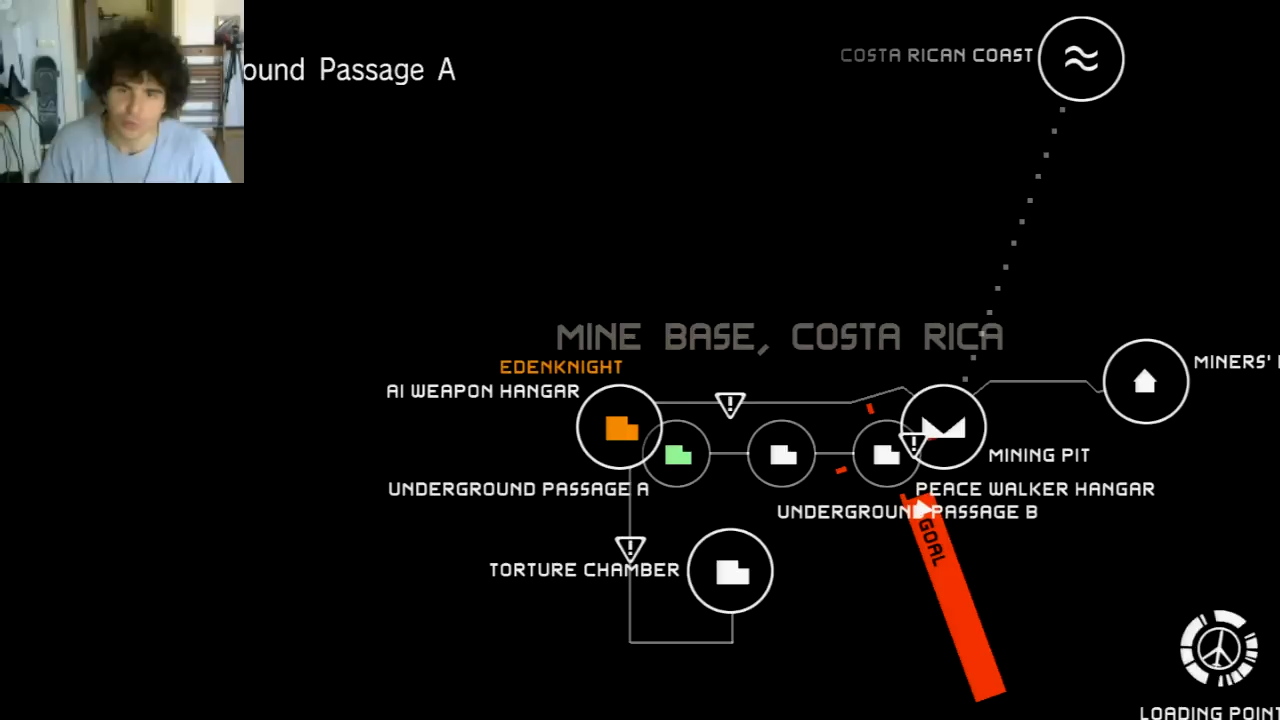 ound Passage A
COSTA RICAN COAST
MINE BASE, COSTA RICA
EDENKNIGHT
AI WEAPON HANGAR
MINERS'
MINING PIT
UNDERGROUND PASSAGE A
PEACE WALKER HANGAR
UNDERGROUND PASSAGE B
GOAL
TORTURE CHAMBER
LOADING POINT